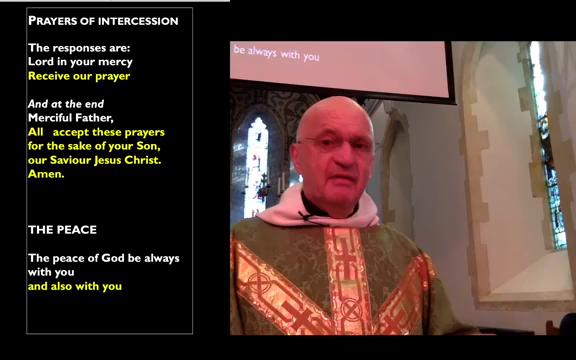 PRAYERS OF INTERCESSION
The responses are:
Lord in your mercy
Receive our prayer
And at the end
Merciful Father,
All accept these prayers
for the sake of your Son,
our Saviour Jesus Christ.
Amen.
THE PEACE
The peace of God be always
with you
and also with you
be always with you